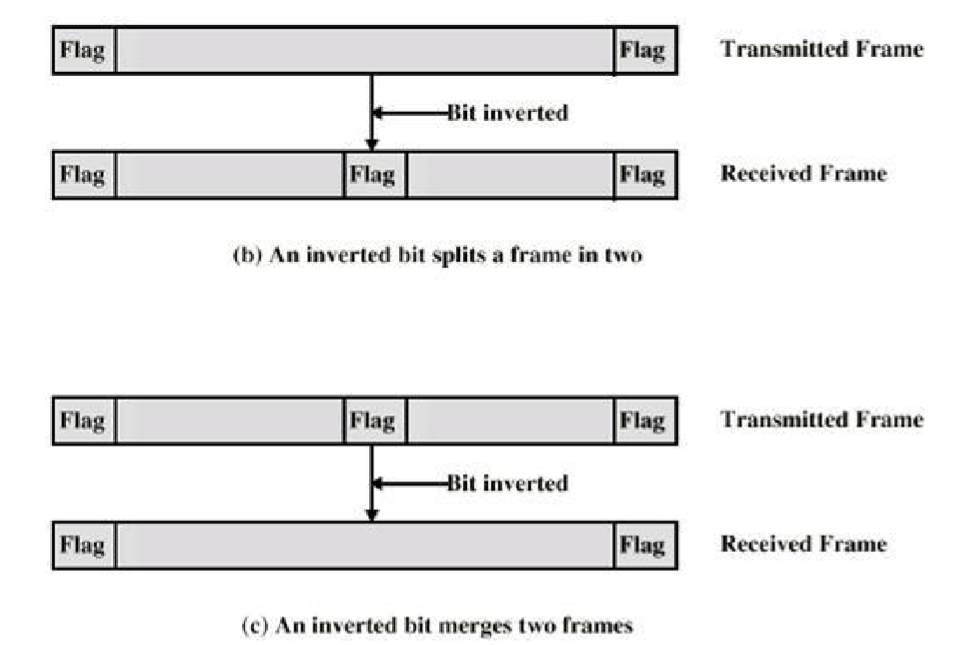 Flag Flag Transmitted Frame
Bit inverted
Flag Flag Flag Received Frame
(b) An inverted bit splits a frame in two
Flag Flag Flag Transmitted Frame
Bit inverted
Flag Flag Received Frame
(c) An inverted bit merges two frames